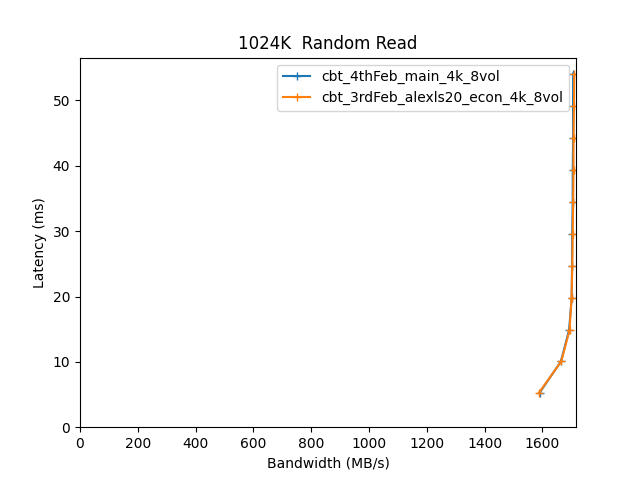 1024K  Random Read
cbt_4thFeb_main_4k_8vol
cbt_3rdFeb_alexls20_econ_4k_8vol
Latency (ms)
50
40
30
20
10
0
0 200 400 600 800 1000 1200 1400 1600
Bandwidth (MB/s)